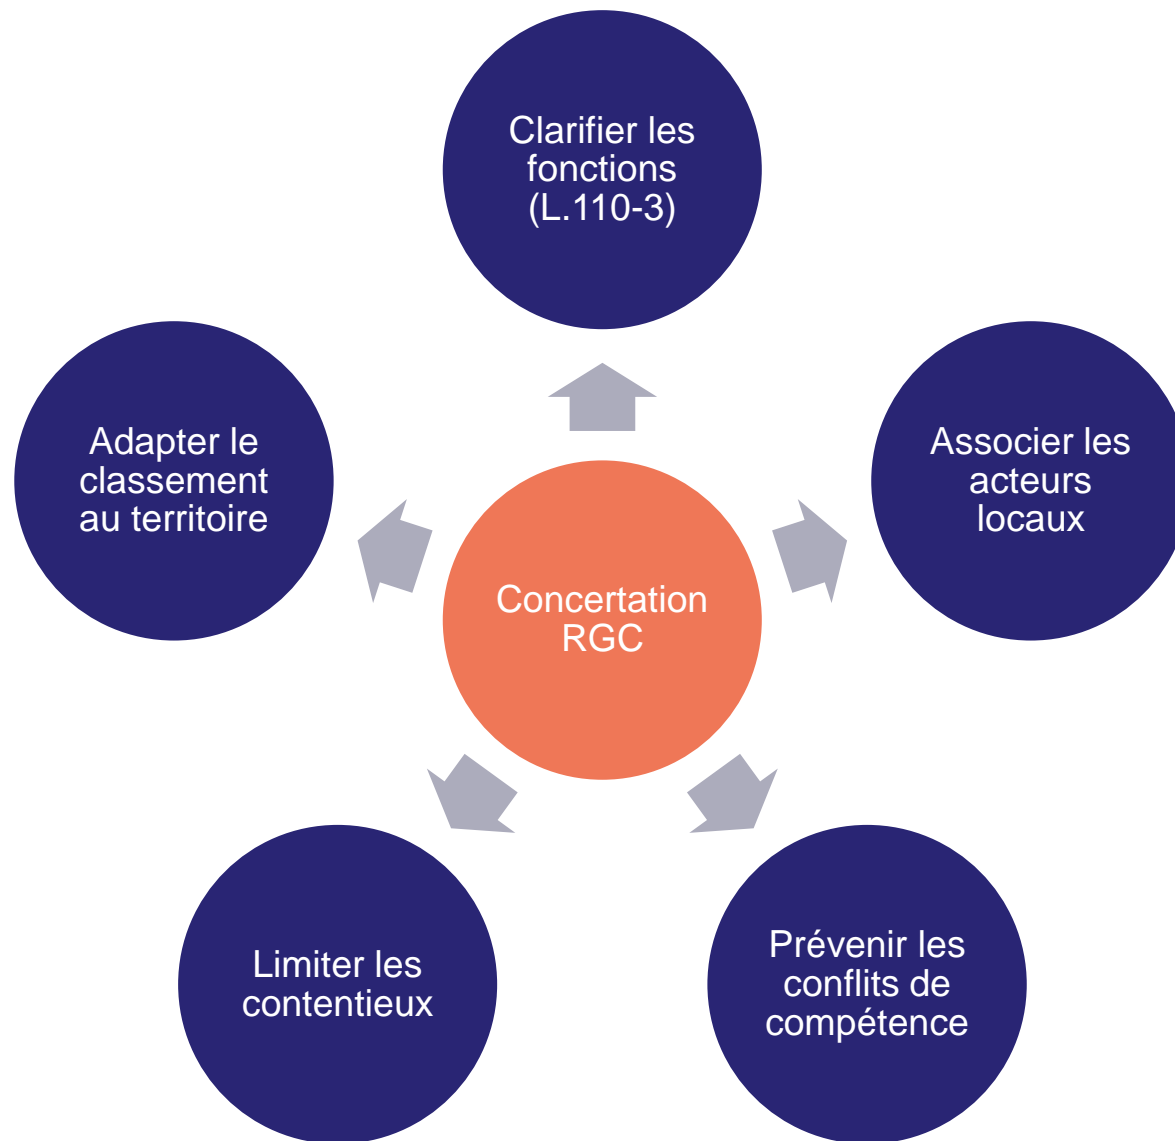 Clarifier les
fonctions
(L.110-3)
Associer les
acteurs
locaux
Prévenir les
conflits de
compétence
Limiter les
contentieux
Adapter le
classement
au territoire
Concertation
RGC